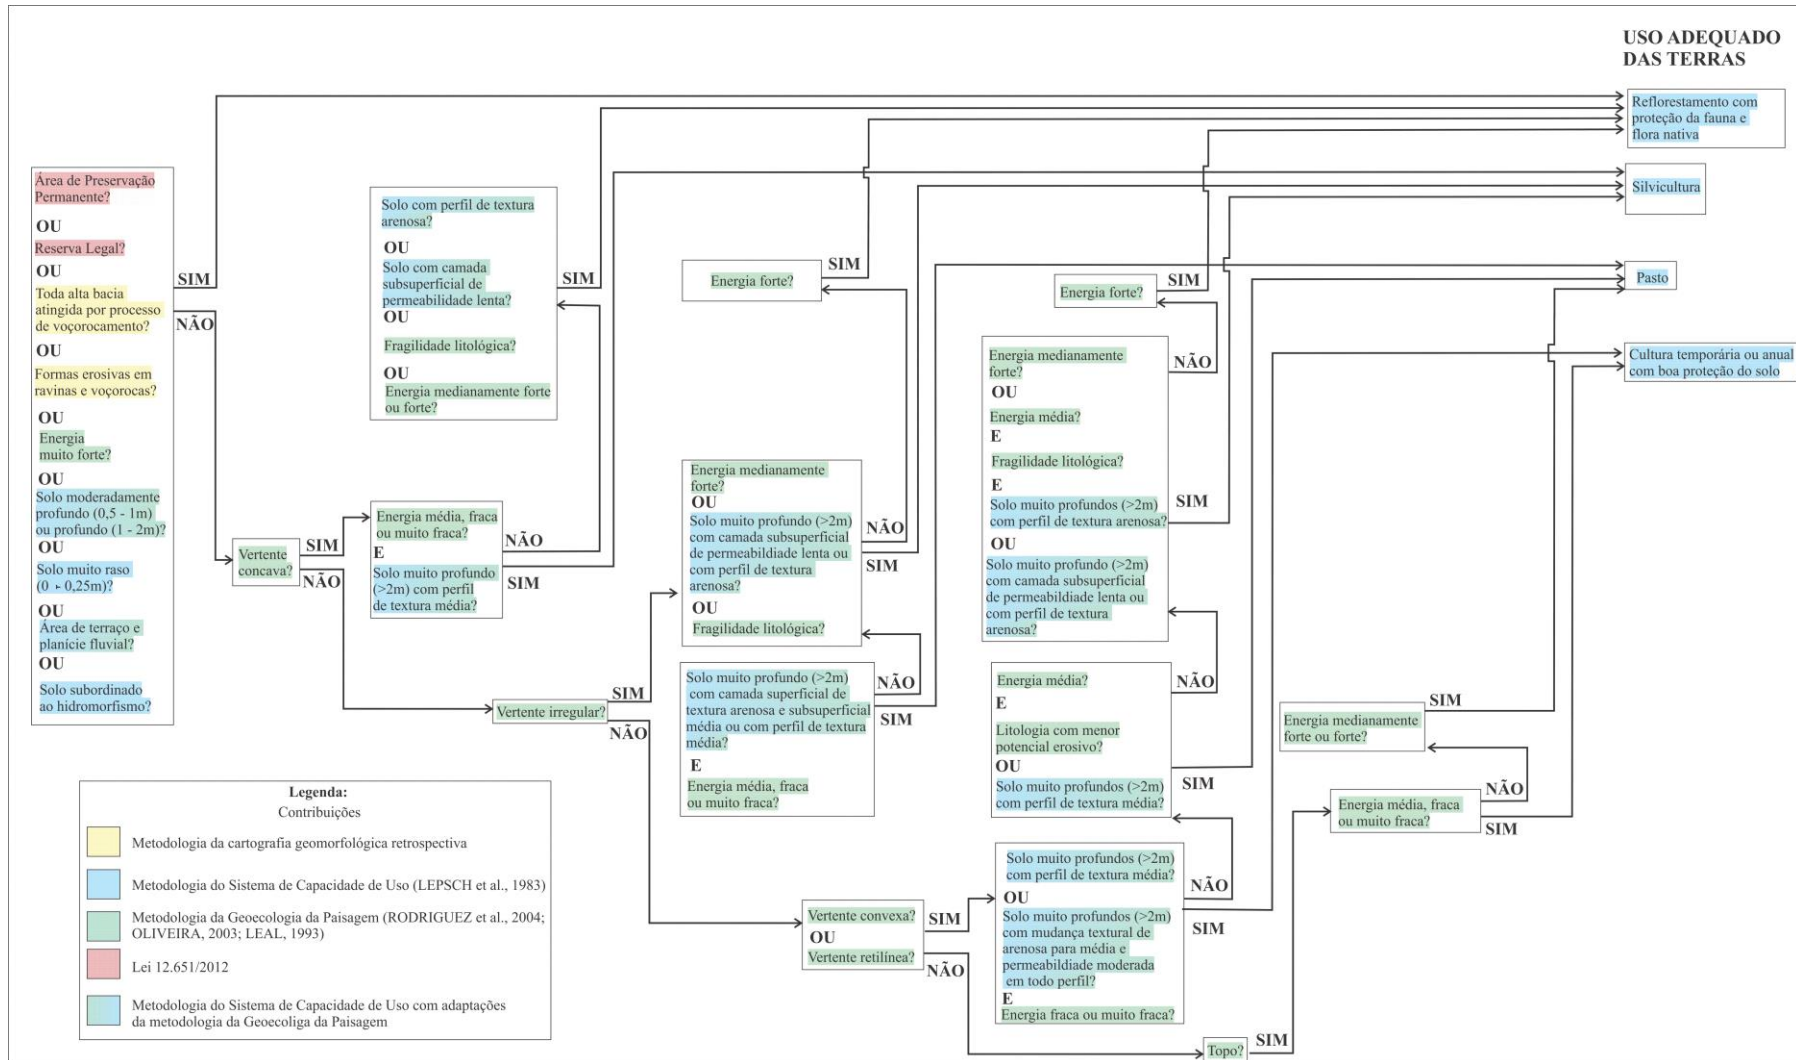 USO ADEQUADO
DAS TERRAS
Reflorestamento com
proteção da fauna e
flora nativa
Silvicultura
Pasto
Cultura temporária ou anual
com boa proteção do solo
Área de Preservação
Permanente?
OU
Reserva Legal?
OU
Toda alta bacia
atingida por processo
de voçorocamento?
OU
Formas erosivas em
ravinas e voçorocas?
OU
Energia
muito forte?
OU
Solo moderadamente
profundo (0,5 - 1m)
ou profundo (1 - 2m)?
OU
Solo muito raso
(0 - 0,25m)?
OU
Área de terraço e
planície fluvial?
OU
Solo subordinado
ao hidromorfismo?
SIM
NÃO
Vertente
concava?
SIM
NÃO
Solo com perfil de textura
arenosa?
OU
Solo com camada
subsuperficial de
permeabilidade lenta?
OU
Fragilidade litológica?
OU
Energia medianamente forte
ou forte?
SIM
Energia média, fraca
ou muito fraca?
E
Solo muito profundo
(>2m) com perfil
de textura média?
NÃO
SIM
Vertente irregular?
SIM
NÃO
Energia forte?
SIM
Energia medianamente
forte?
OU
Solo muito profundo (>2m)
com camada subsuperficial
de permeabildiade lenta ou
com perfil de textura
arenosa?
OU
Fragilidade litológica?
NÃO
SIM
Solo muito profundo (>2m)
com camada superficial de
textura arenosa e subsuperficial
média ou com perfil de textura
média?
E
Energia média, fraca
ou muito fraca?
NÃO
SIM
Vertente convexa?
OU
Vertente retilínea?
SIM
NÃO
Energia forte?
SIM
Energia medianamente
forte?
OU
Energia média?
E
Fragilidade litológica?
E
Solo muito profundos (>2m)
com perfil de textura arenosa?
OU
Solo muito profundo (>2m)
com camada subsuperficial
de permeabildiade lenta ou
com perfil de textura
arenosa?
NÃO
SIM
Energia média?
E
Litologia com menor
potencial erosivo?
OU
Solo muito profundos (>2m)
com perfil de textura média?
NÃO
SIM
Solo muito profundos (>2m)
com perfil de textura média?
OU
Solo muito profundos (>2m)
com mudança textural de
arenosa para média e
permeabildiade moderada
em todo perfil?
E
Energia fraca ou muito fraca?
NÃO
SIM
Topo?
SIM
Energia medianamente
forte ou forte?
SIM
Energia média, fraca
ou muito fraca?
NÃO
SIM
Legenda:
Contribuições
Metodologia da cartografia geomorfológica retrospectiva
Metodologia do Sistema de Capacidade de Uso (LEPSCH et al., 1983)
Metodologia da Geoecologia da Paisagem (RODRIGUEZ et al., 2004;
OLIVEIRA, 2003; LEAL, 1993)
Lei 12.651/2012
Metodologia do Sistema de Capacidade de Uso com adaptações
da metodologia da Geoecoliga da Paisagem